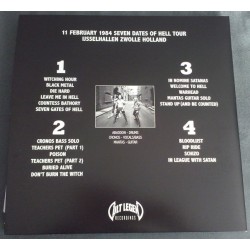 11 FEBRUARY 1984 SEVEN DATES OF HELL TOUR
IJSSELHALLEN ZWOLLE HOLLAND
1
WITCHING HOUR
BLACK METAL
DIE HARD
LEAVE ME IN HELL
COUNTESS BATHORY
SEVEN GATES OF HELL
2
CRONOS BASS SOLO
TEACHERS PET (PART 1)
POISON
TEACHERS PET (PART 2)
BURIED ALIVE
DON'T BURN THE WITCH
ABADDON - DRUMS
CRONOS - VOCALS/BASS
MANTAS - GUITAR
3
IN NOMINE SATANAS
WELCOME TO HELL
WARHEAD
MANTAS GUITAR SOLO
STAND UP (AND BE COUNTED)
4
BLOODLUST
RIP RIDE
SCHIZO
IN LEAGUE WITH SATAN
RECORDINGS